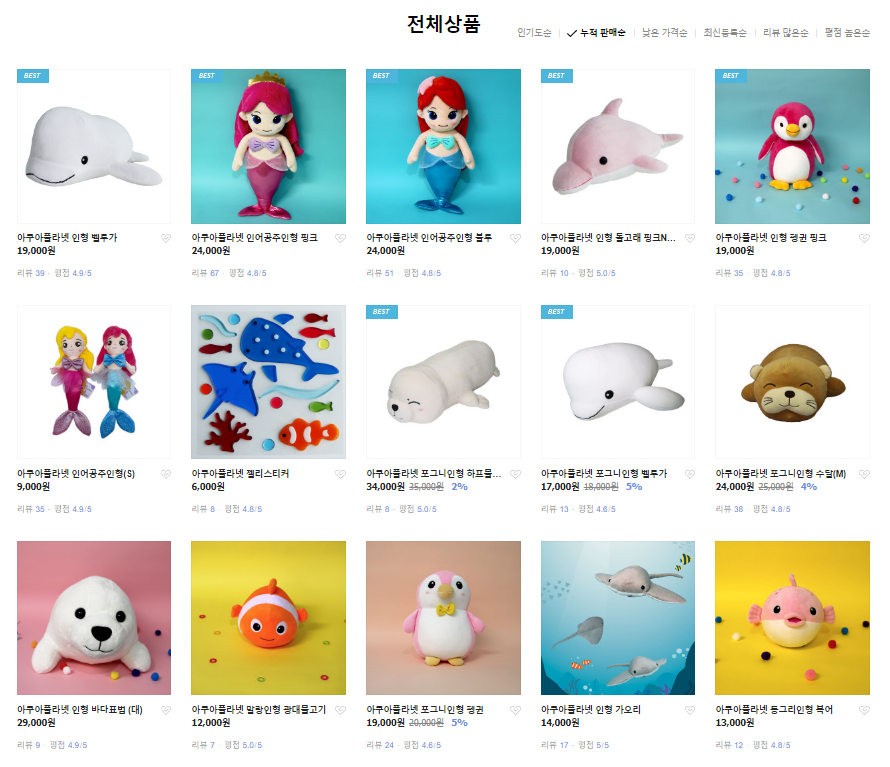 전체상품
인기도순
누적 판매순
낮은 가격순
최신등록순
리뷰 많은순
평점 높은순
BEST
BEST
BEST
BEST
BEST
아쿠아플라넷 인형 벨루가
19,000원
리뷰 39 · 평점 4.9/5
아쿠아플라넷 인어공주인형 핑크
24,000원
리뷰 67 · 평점 4.8/5
아쿠아플라넷 인어공주인형 블루
24,000원
리뷰 51 · 평점 4.8/5
아쿠아플라넷 인형 돌고래 핑크N...
19,000원
리뷰 10 · 평점 5.0/5
아쿠아플라넷 인형 펭귄 핑크
19,000원
리뷰 35 · 평점 4.8/5
BEST
BEST
아쿠아플라넷 인어공주인형(S)
9,000원
리뷰 35 · 평점 4.9/5
아쿠아플라넷 젤리스티커
6,000원
리뷰 8 · 평점 4.8/5
아쿠아플라넷 포그니인형 하프물...
34,000원 35,000원 2%
리뷰 8 · 평점 5.0/5
아쿠아플라넷 포그니인형 벨루가
17,000원 18,000원 5%
리뷰 13 · 평점 4.6/5
아쿠아플라넷 포그니인형 수달(M)
24,000원 25,000원 4%
리뷰 38 · 평점 4.8/5
아쿠아플라넷 인형 바다표범 (대)
29,000원
리뷰 9 · 평점 4.9/5
아쿠아플라넷 말랑인형 광대물고기
12,000원
리뷰 7 · 평점 5.0/5
아쿠아플라넷 포그니인형 펭귄
19,000원 20,000원 5%
리뷰 24 · 평점 4.6/5
아쿠아플라넷 인형 가오리
14,000원
리뷰 17 · 평점 5/5
아쿠아플라넷 동그리인형 복어
13,000원
리뷰 12 · 평점 4.8/5